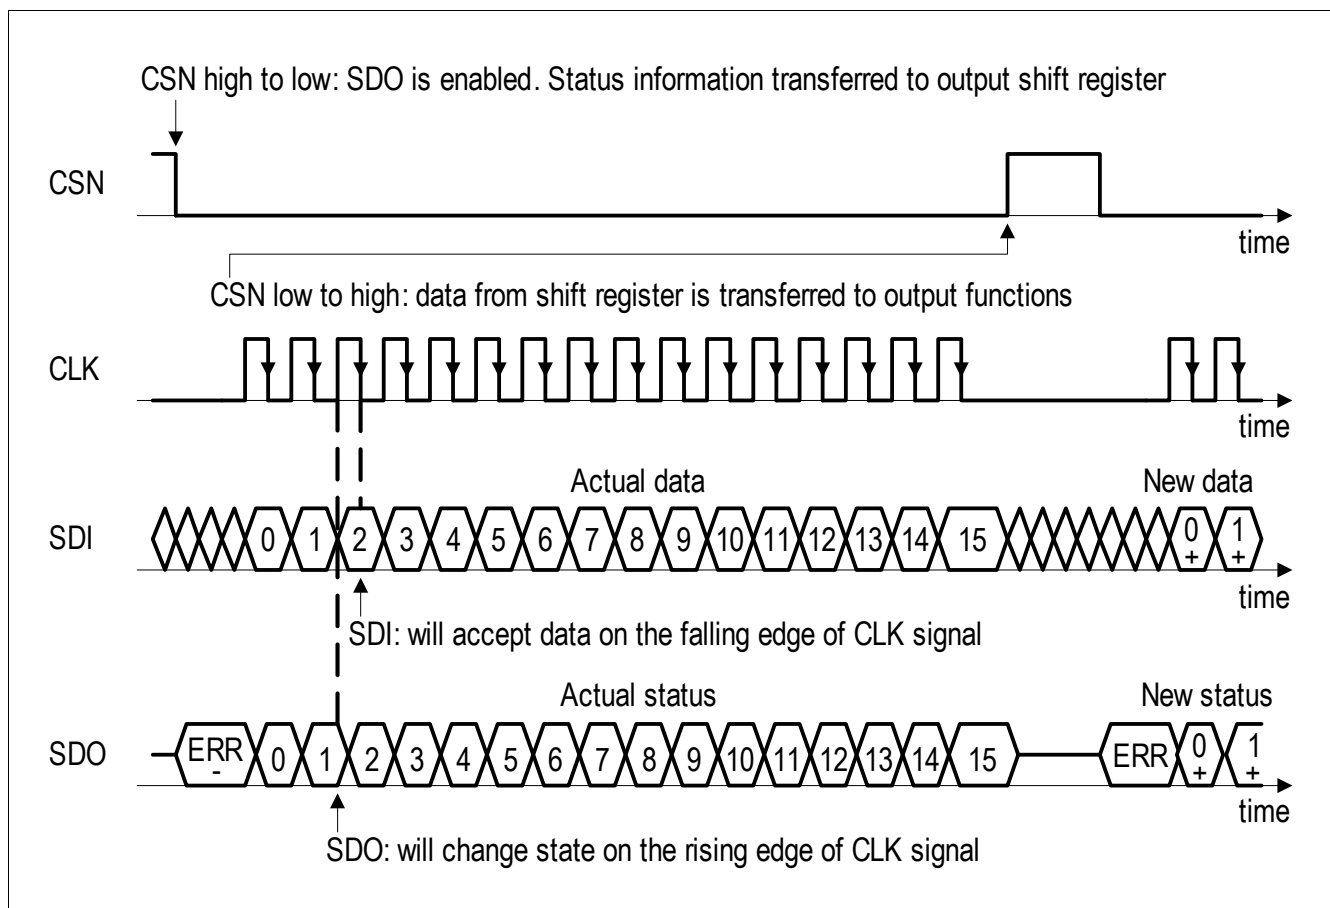 CSN high to low: SDO is enabled. Status information transferred to output shift register
CSN
time
CSN low to high: data from shift register is transferred to output functions
CLK
time
Actual data
New data
SDI
0 1 2 3 4 5 6 7 8 9 10 11 12 13 14 15 0+ 1+
time
SDI: will accept data on the falling edge of CLK signal
Actual status
New status
SDO
ERR- 0 1 2 3 4 5 6 7 8 9 10 11 12 13 14 15 ERR 0+ 1+
time
SDO: will change state on the rising edge of CLK signal